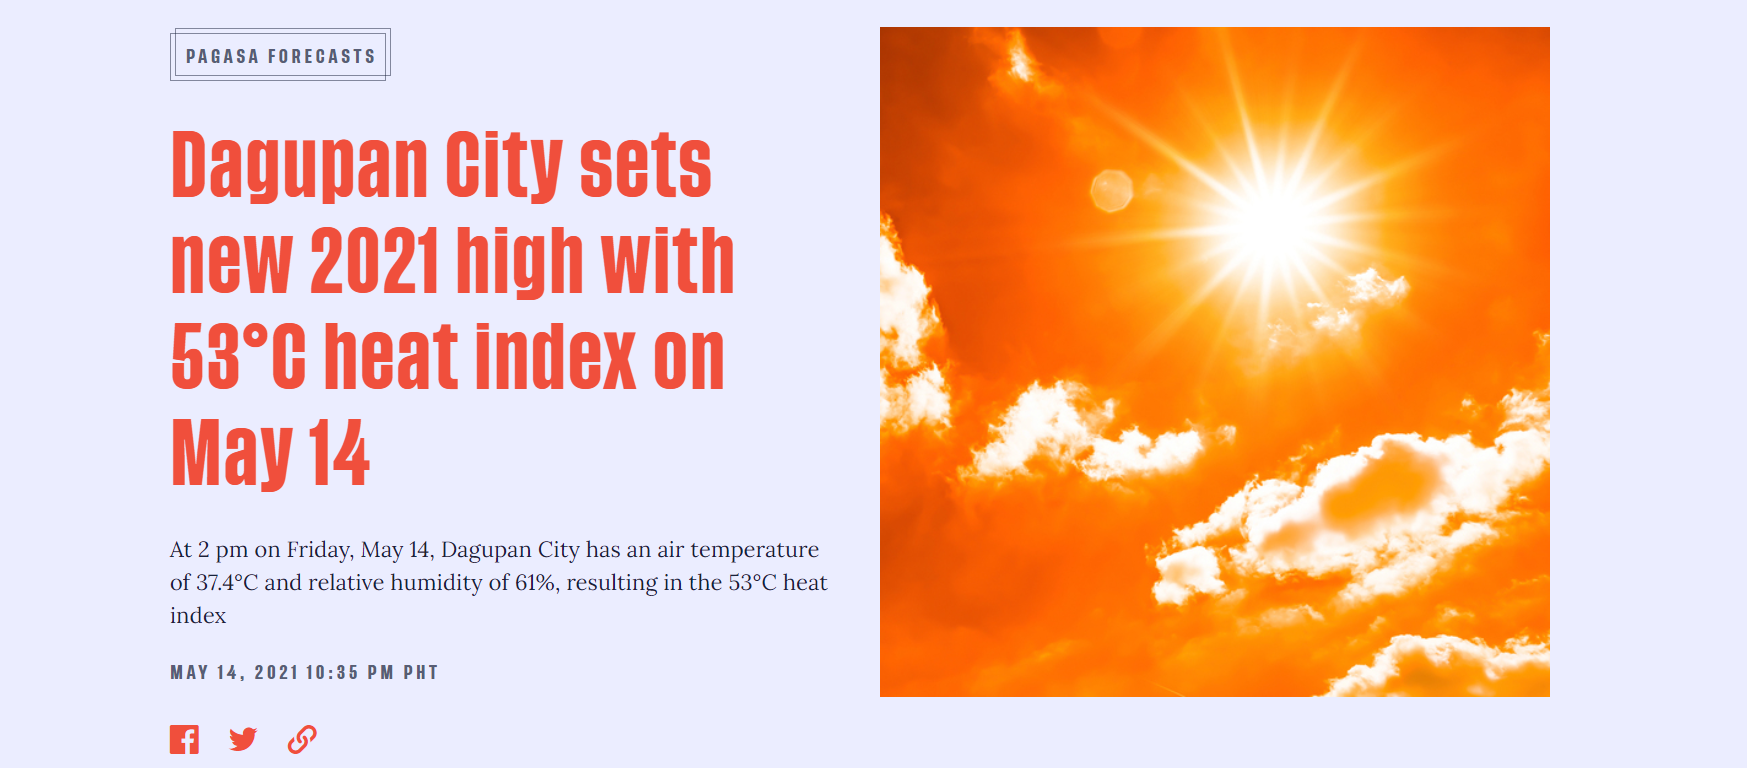 PAGASA FORECASTS
Dagupan City sets
new 2021 high with
53°C heat index on
May 14
At 2 pm on Friday, May 14, Dagupan City has an air temperature
of 37.4°C and relative humidity of 61%, resulting in the 53°C heat
index
MAY 14, 2021 10:35 PM PHT